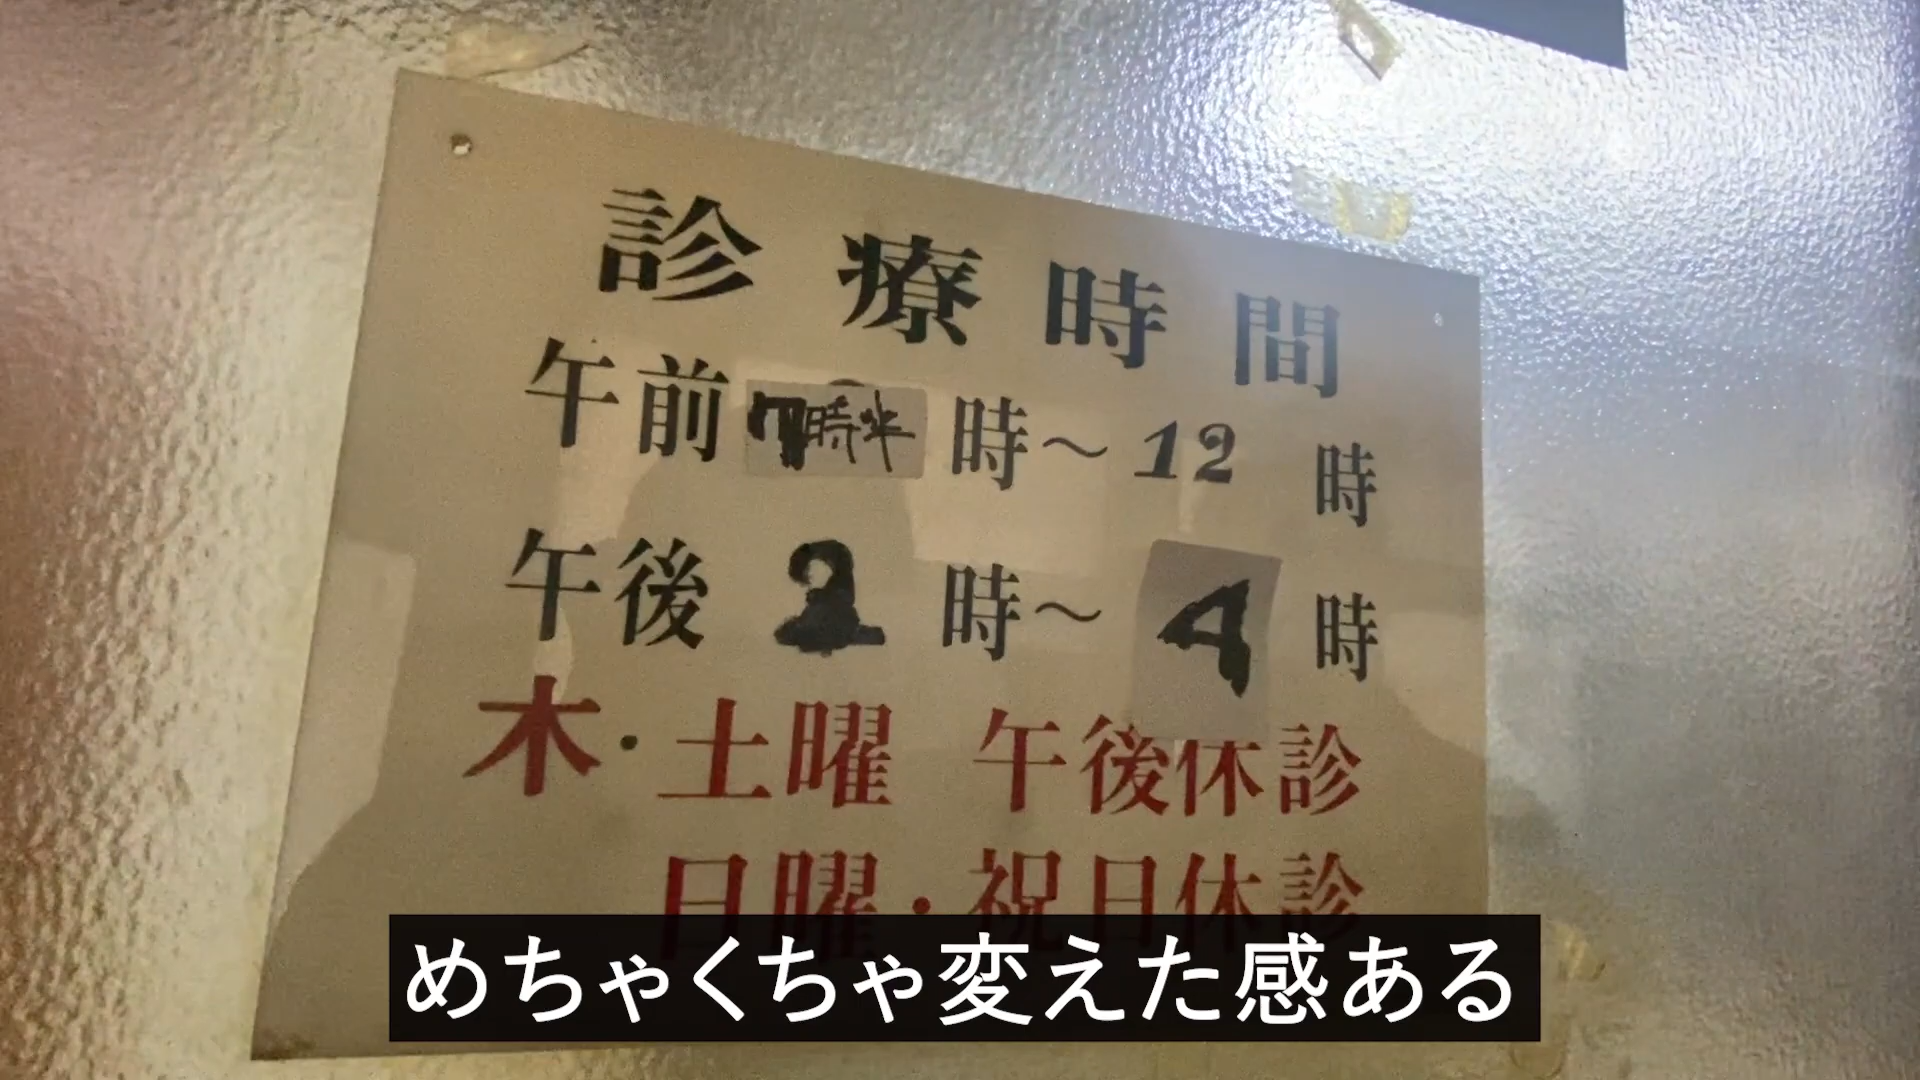 診療時間
午前 7時半 時～12 時
午後 2 時～4 時
木・土曜 午後休診
日曜・祝日休診
めちゃくちゃ変えた感ある